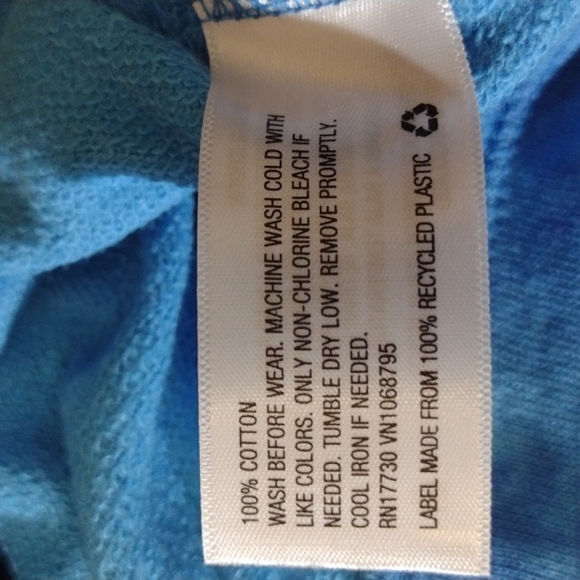 100% COTTON
WASH BEFORE WEAR. MACHINE WASH COLD WITH
LIKE COLORS. ONLY NON-CHLORINE BLEACH IF
NEEDED. TUMBLE DRY LOW. REMOVE PROMPTLY.
COOL IRON IF NEEDED.
RN17730 VN1068795
LABEL MADE FROM 100% RECYCLED PLASTIC